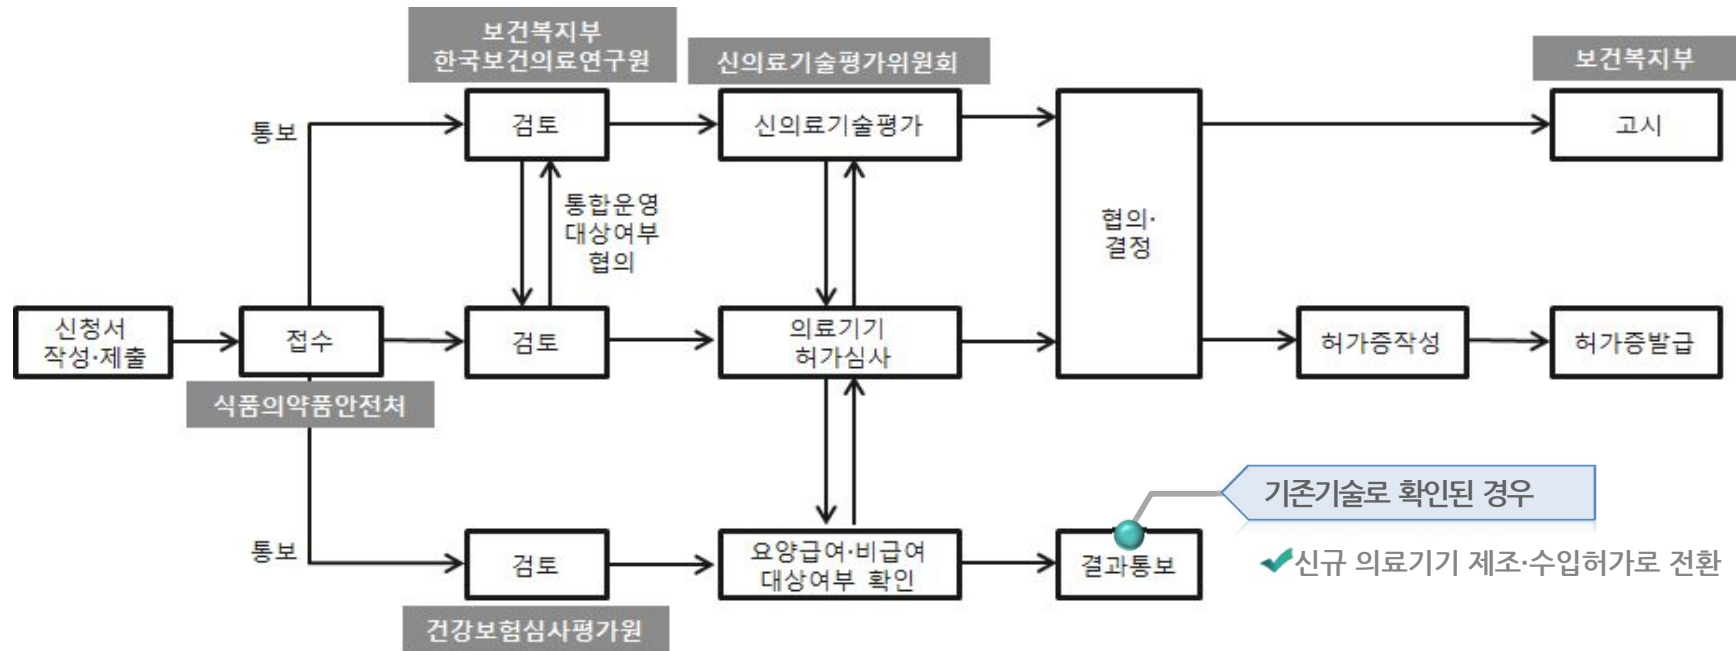 보건복지부
한국보건의료연구원
신의료기술평가위원회
보건복지부
통보
검토
신의료기술평가
고시
통합운영
대상여부
협의
협의·
결정
신청서
작성·제출
접수
검토
의료기기
허가심사
허가증작성
허가증발급
식품의약품안전처
기존기술로 확인된 경우
통보
검토
요양급여·비급여
대상여부 확인
결과통보
신규 의료기기 제조·수입허가로 전환
건강보험심사평가원